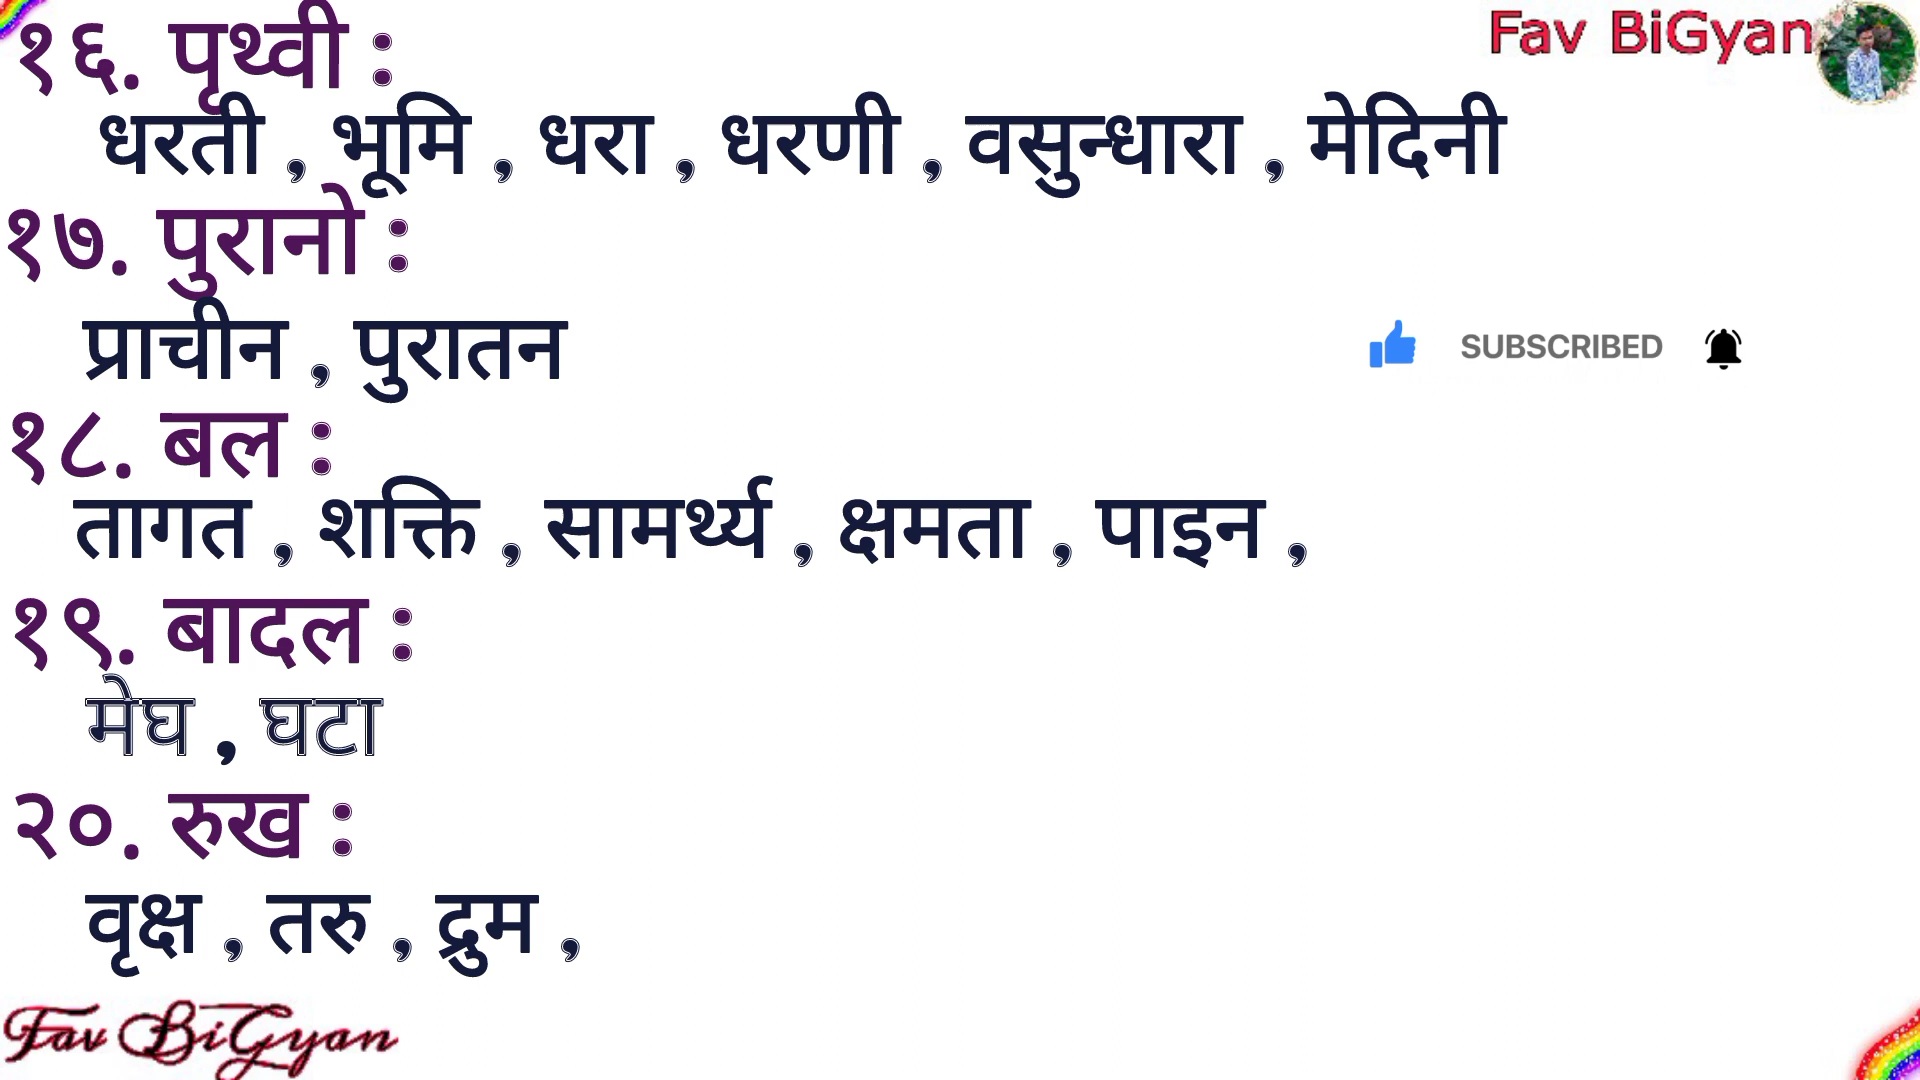 १६. पृथ्वी :
Fav BiGyan
धरती , भूमि , धरा , धरणी , वसुन्धारा , मेदिनी
१७. पुरानो :
प्राचीन , पुरातन
SUBSCRIBED
१८. बल :
तागत , शक्ति , सामर्थ्य , क्षमता , पाइन ,
१९. बादल :
मेघ , घटा
२०. रुख :
वृक्ष , तरु , द्रुम ,
Fav BiGyan